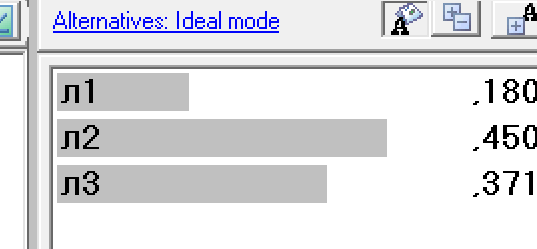 Alternatives: Ideal mode
л1 ,180
л2 ,450
л3 ,371